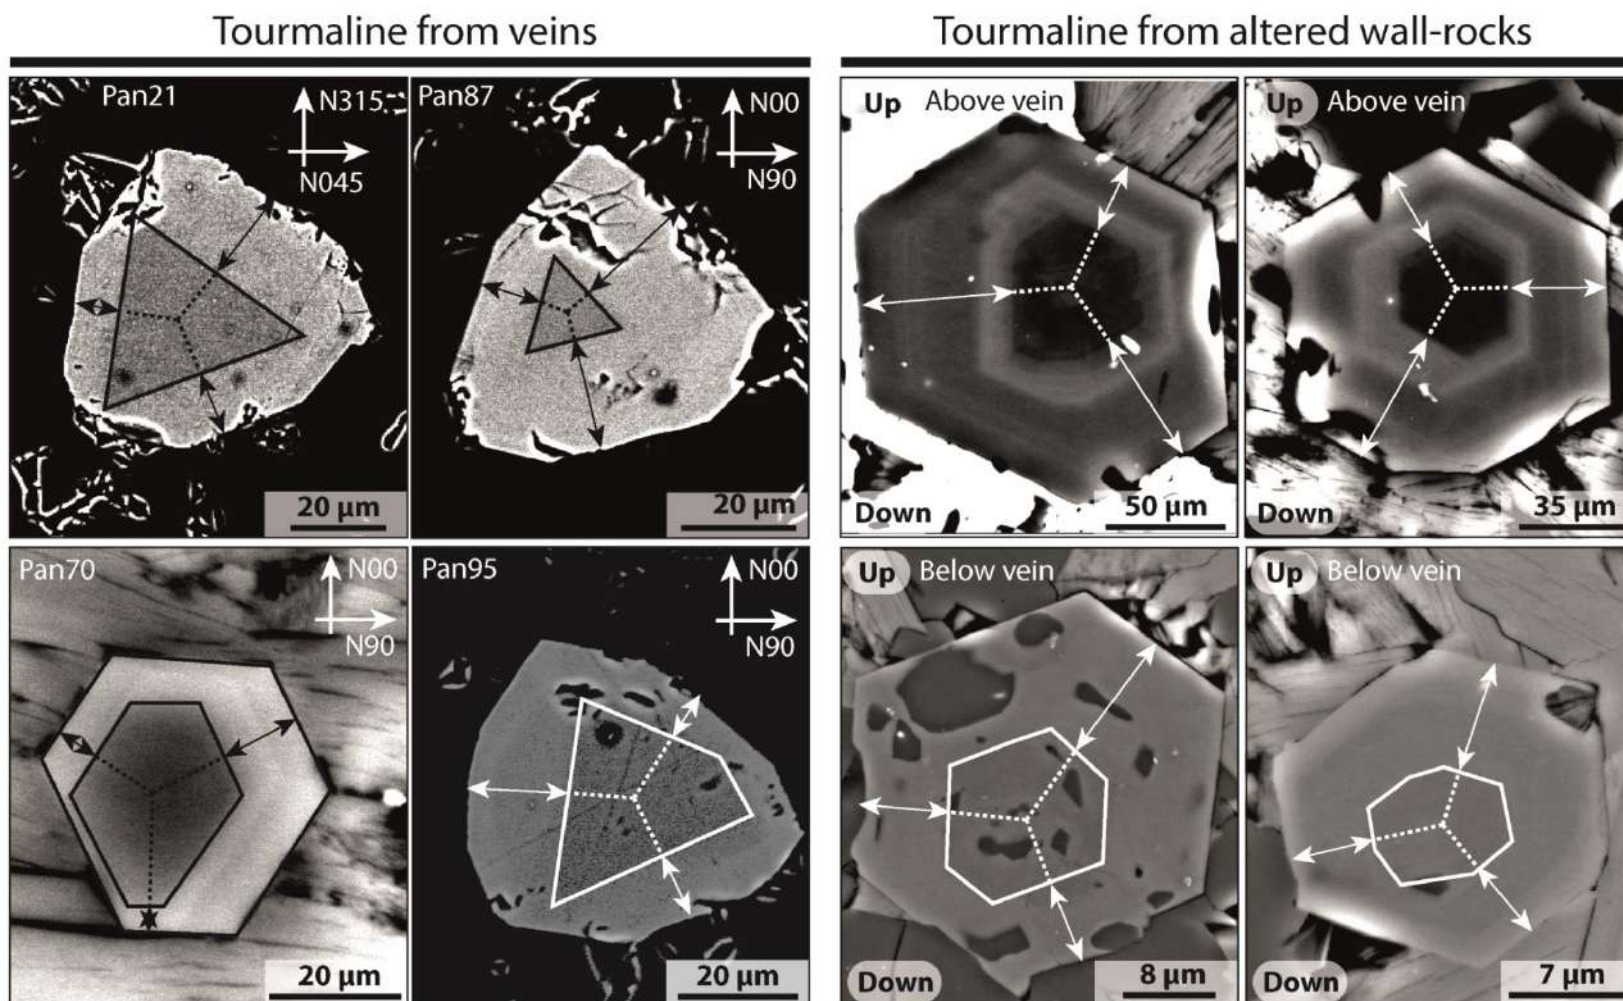 Tourmaline from veins
Tourmaline from altered wall-rocks
Pan21
N315
N045
20 µm
Pan87
N00
N90
20 µm
Up
Above vein
Down
50 µm
Up
Above vein
Down
35 µm
Pan70
N00
N90
20 µm
Pan95
N00
N90
20 µm
Up
Below vein
Down
8 µm
Up
Below vein
Down
7 µm